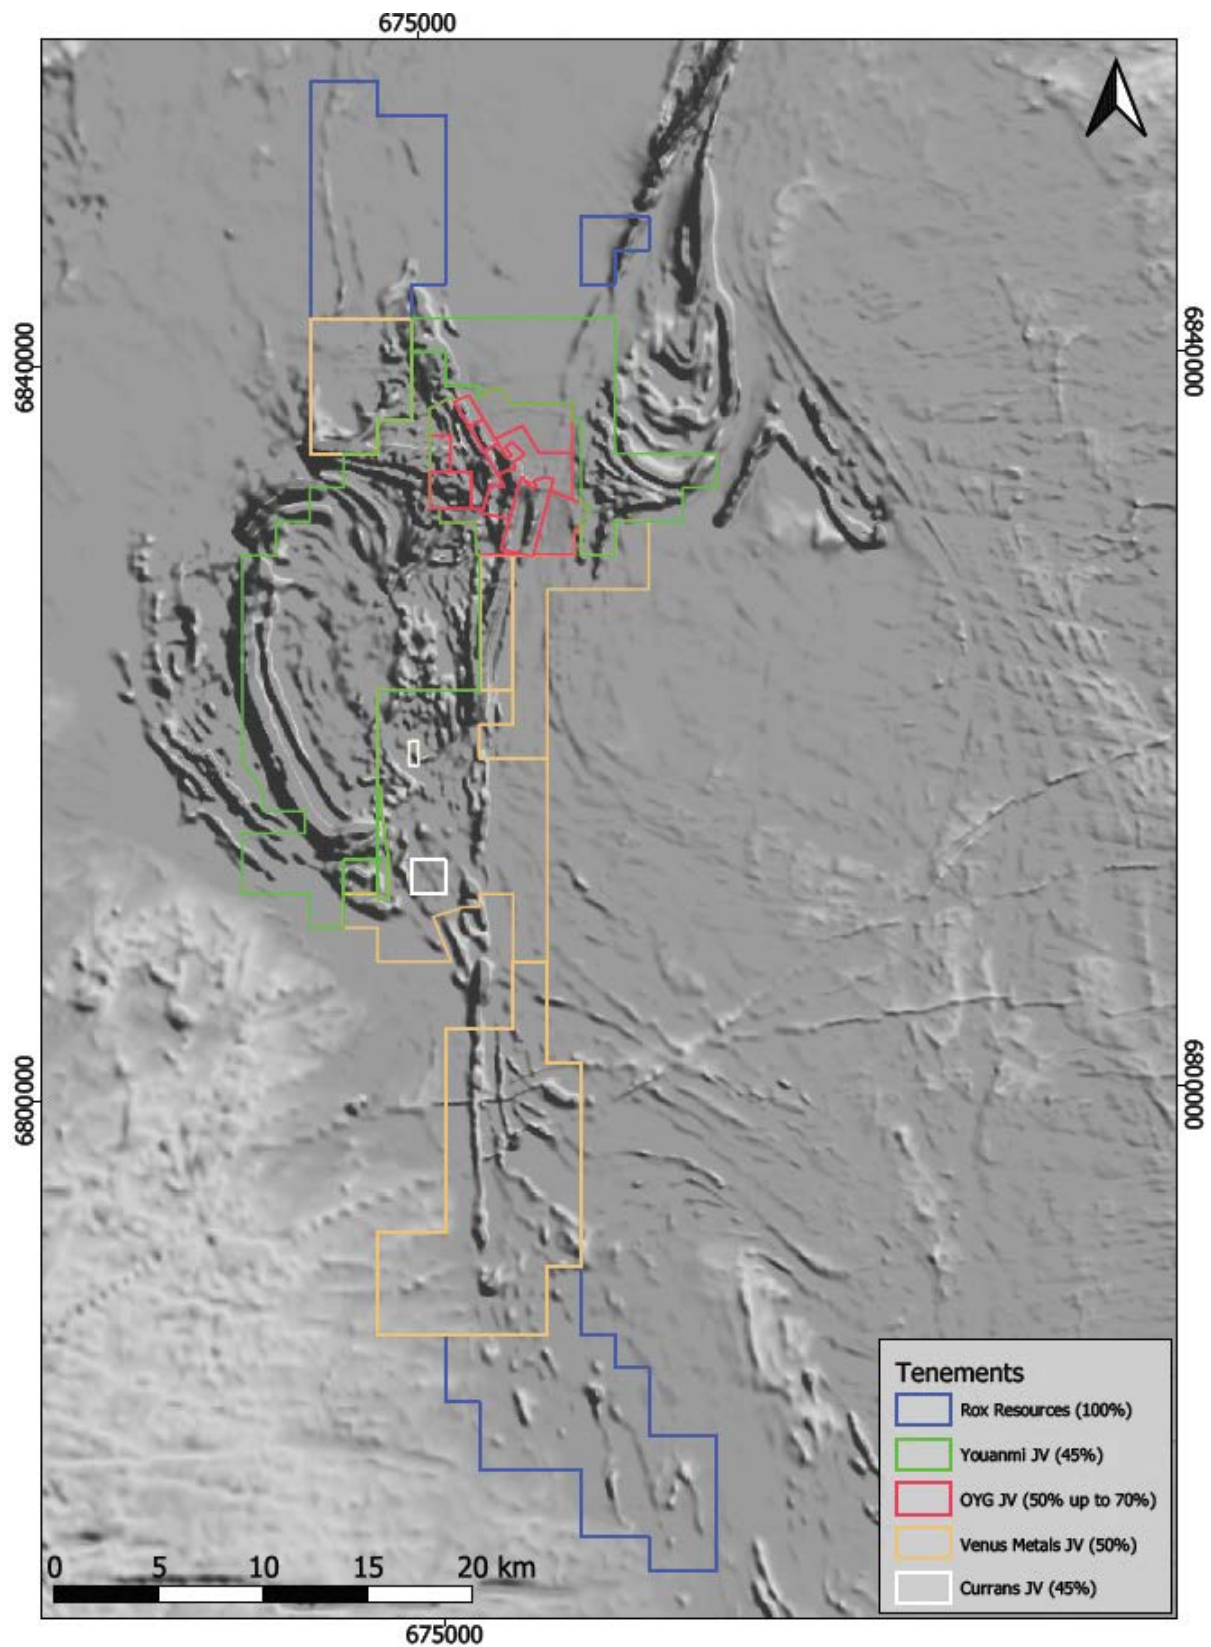 675000
6840000
6840000
6800000
6800000
Tenements
Rox Resources (100%)
Youanmi JV (45%)
OYG JV (50% up to 70%)
Venus Metals JV (50%)
Currans JV (45%)
0 5 10 15 20 km
675000